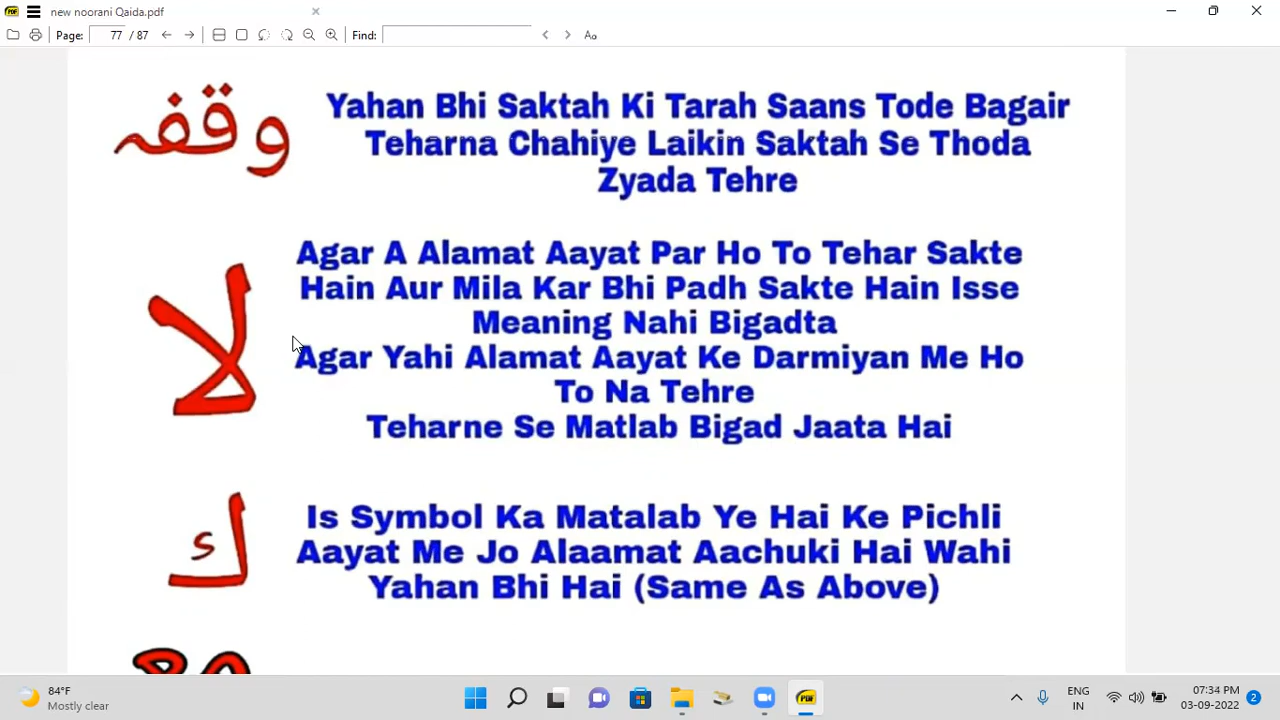 new noorani Qaida.pdf
Page: 77 / 87 Find: Aa
وقفہ
Yahan Bhi Saktah Ki Tarah Saans Tode Bagair
Teharna Chahiye Laikin Saktah Se Thoda
Zyada Tehre
لا
Agar A Alamat Aayat Par Ho To Tehar Sakte
Hain Aur Mila Kar Bhi Padh Sakte Hain Isse
Meaning Nahi Bigadta
Agar Yahi Alamat Aayat Ke Darmiyan Me Ho
To Na Tehre
Teharne Se Matlab Bigad Jaata Hai
ك
Is Symbol Ka Matalab Ye Hai Ke Pichli
Aayat Me Jo Alaamat Aachuki Hai Wahi
Yahan Bhi Hai (Same As Above)
84°F
Mostly clear
ENG
IN
07:34 PM
03-09-2023
2